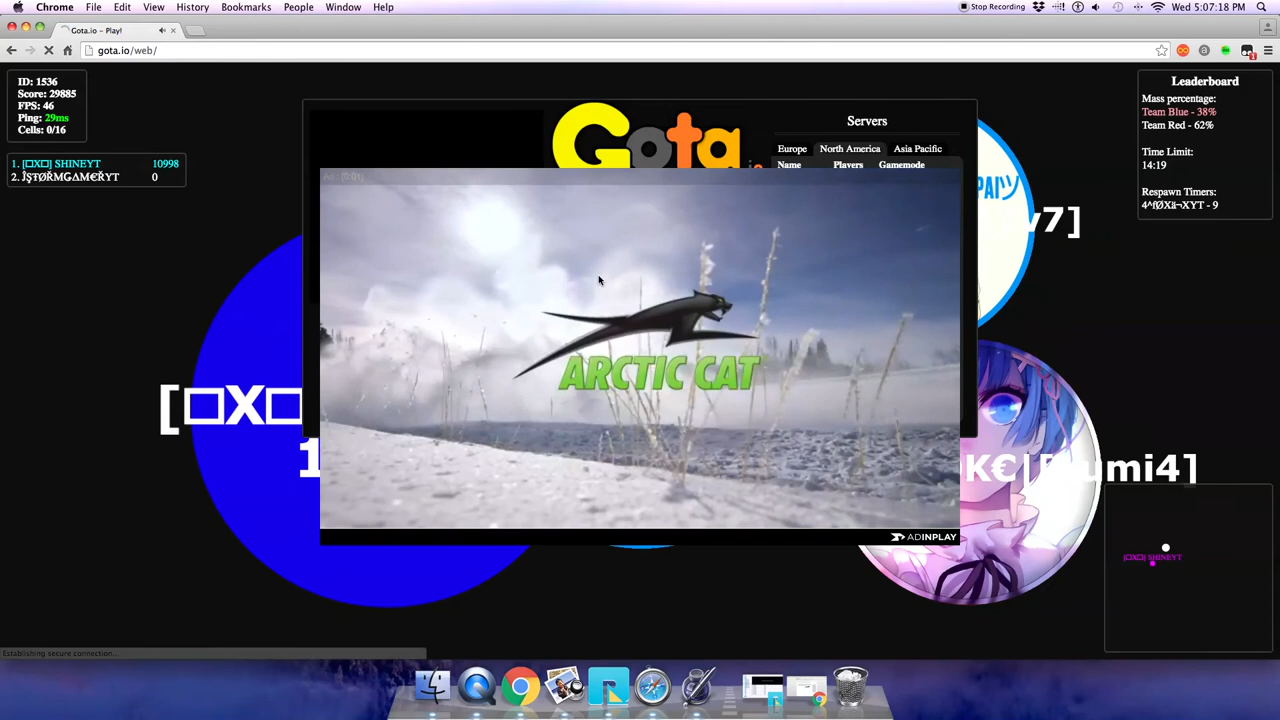 Chrome File Edit View History Bookmarks People Window Help
Stop Recording
Wed 5:07:18 PM
Gota.io - Play!
gota.io/web/
ID: 1536
Score: 29885
FPS: 46
Ping: 29ms
Cells: 0/16
SHINEYT 10998
2. 0
Gota
Servers
Europe North America Asia Pacific
Name Players Gamemode
Leaderboard
Mass percentage:
Team Blue - 38%
Team Red - 62%
Time Limit:
14:19
Respawn Timers:
4^fØXä¬XYT - 9
Ad : (0:01)
ARCTIC CAT
ADINPLAY
Establishing secure connection...
SHINEYT